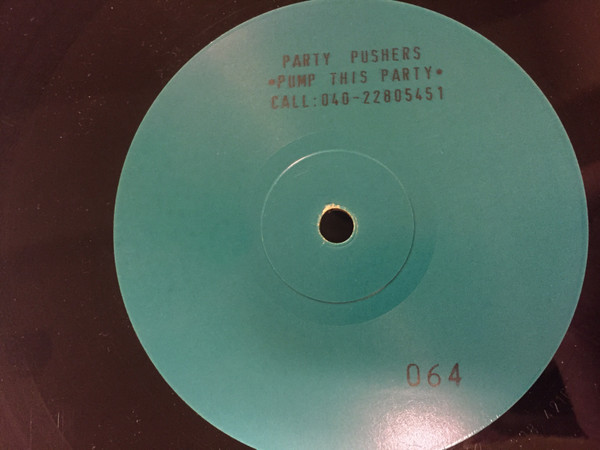 PARTY PUSHERS
*PUMP THIS PARTY*
CALL:040-22805451
064